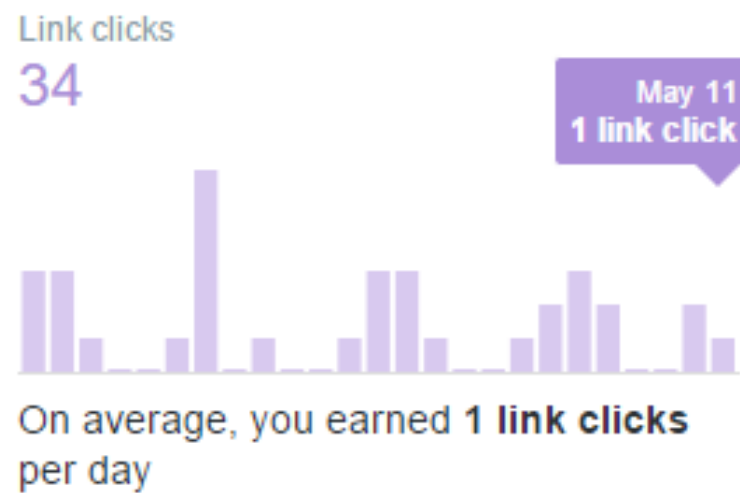 Link clicks
34
May 11
1 link click
On average, you earned 1 link clicks
per day